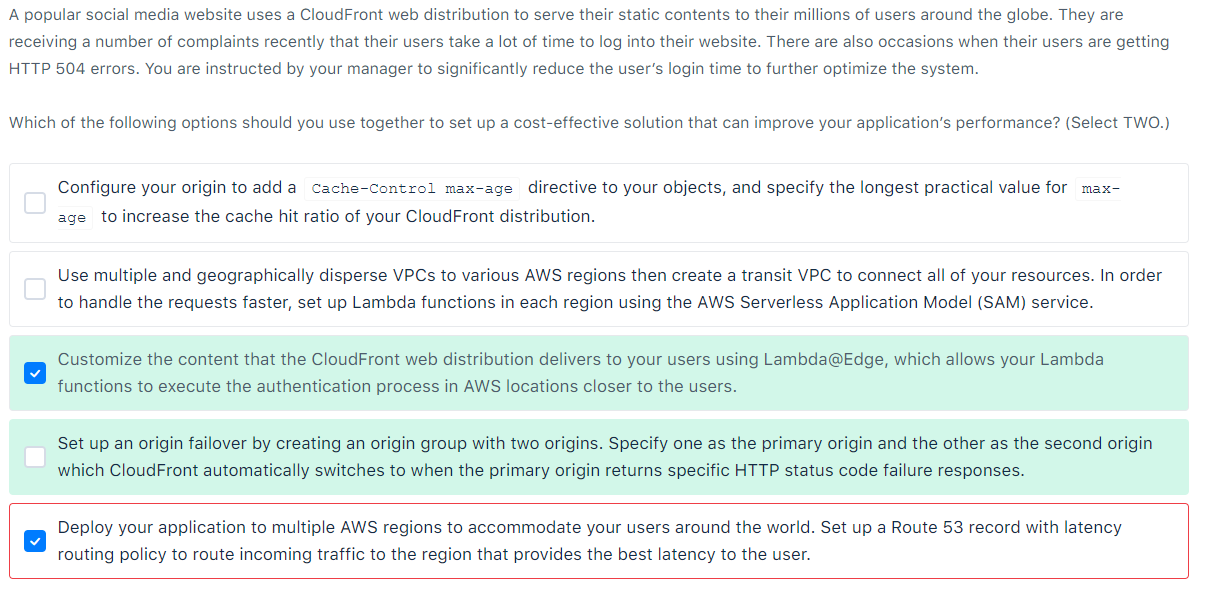 A popular social media website uses a CloudFront web distribution to serve their static contents to their millions of users around the globe. They are
receiving a number of complaints recently that their users take a lot of time to log into their website. There are also occasions when their users are getting
HTTP 504 errors. You are instructed by your manager to significantly reduce the user’s login time to further optimize the system.
Which of the following options should you use together to set up a cost-effective solution that can improve your application’s performance? (Select TWO.)
Configure your origin to add a Cache-Control max-age directive to your objects, and specify the longest practical value for max-
age to increase the cache hit ratio of your CloudFront distribution.
Use multiple and geographically disperse VPCs to various AWS regions then create a transit VPC to connect all of your resources. In order
to handle the requests faster, set up Lambda functions in each region using the AWS Serverless Application Model (SAM) service.
Customize the content that the CloudFront web distribution delivers to your users using Lambda@Edge, which allows your Lambda
functions to execute the authentication process in AWS locations closer to the users.
Set up an origin failover by creating an origin group with two origins. Specify one as the primary origin and the other as the second origin
which CloudFront automatically switches to when the primary origin returns specific HTTP status code failure responses.
Deploy your application to multiple AWS regions to accommodate your users around the world. Set up a Route 53 record with latency
routing policy to route incoming traffic to the region that provides the best latency to the user.